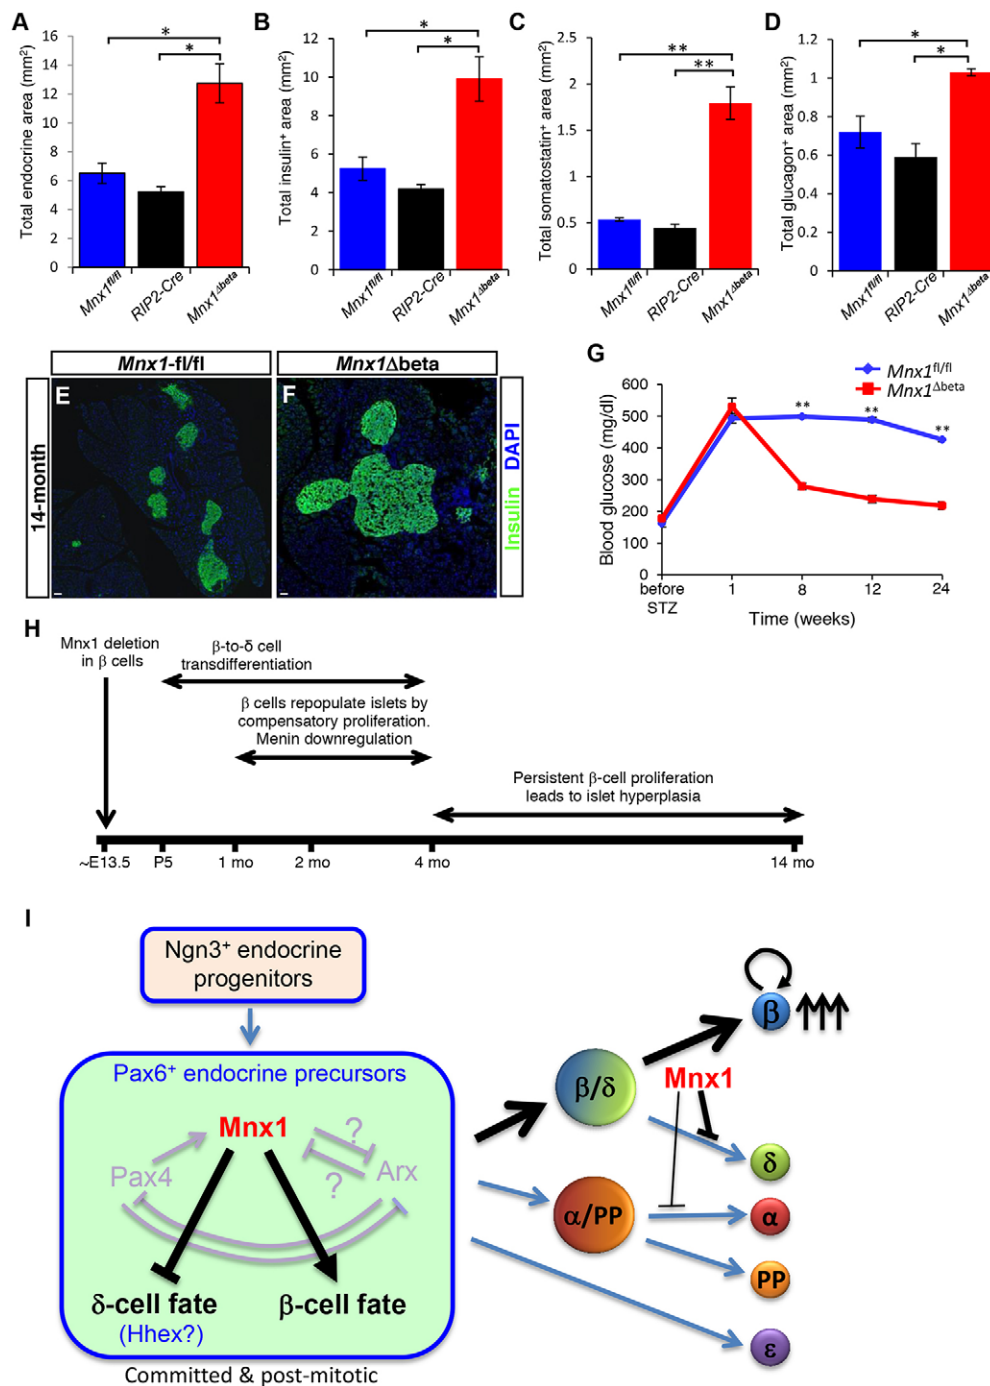 A
B
C
D
Total endocrine area (mm²)
16
14
12
10
8
6
4
2
0
*
*
Mnx1fl/fl
RIP2-Cre
Mnx1Δbeta
Total insulin⁺ area (mm²)
12
10
8
6
4
2
0
*
*
Mnx1fl/fl
RIP2-Cre
Mnx1Δbeta
Total somatostatin⁺ area (mm²)
2.5
2
1.5
1
0.5
0
**
**
Mnx1fl/fl
RIP2-Cre
Mnx1Δbeta
Total glucagon⁺ area (mm²)
1.2
1
0.8
0.6
0.4
0.2
0
*
*
Mnx1fl/fl
RIP2-Cre
Mnx1Δbeta
Mnx1-fl/fl
Mnx1Δbeta
14-month
E
F
Insulin DAPI
G
Mnx1fl/fl
Mnx1Δbeta
Blood glucose (mg/dl)
600
500
400
300
200
100
0
**
**
**
before STZ
1
8
12
24
Time (weeks)
H
Mnx1 deletion
in β cells
β-to-δ cell
transdifferentiation
β cells repopulate islets by
compensatory proliferation.
Menin downregulation
Persistent β-cell proliferation
leads to islet hyperplasia
~E13.5
P5
1 mo
2 mo
4 mo
14 mo
I
Ngn3⁺ endocrine
progenitors
Pax6⁺ endocrine precursors
Mnx1
?
Pax4
?
Arx
δ-cell fate
β-cell fate
(Hhex?)
Committed & post-mitotic
β
β/δ
Mnx1
δ
α/PP
α
PP
ε